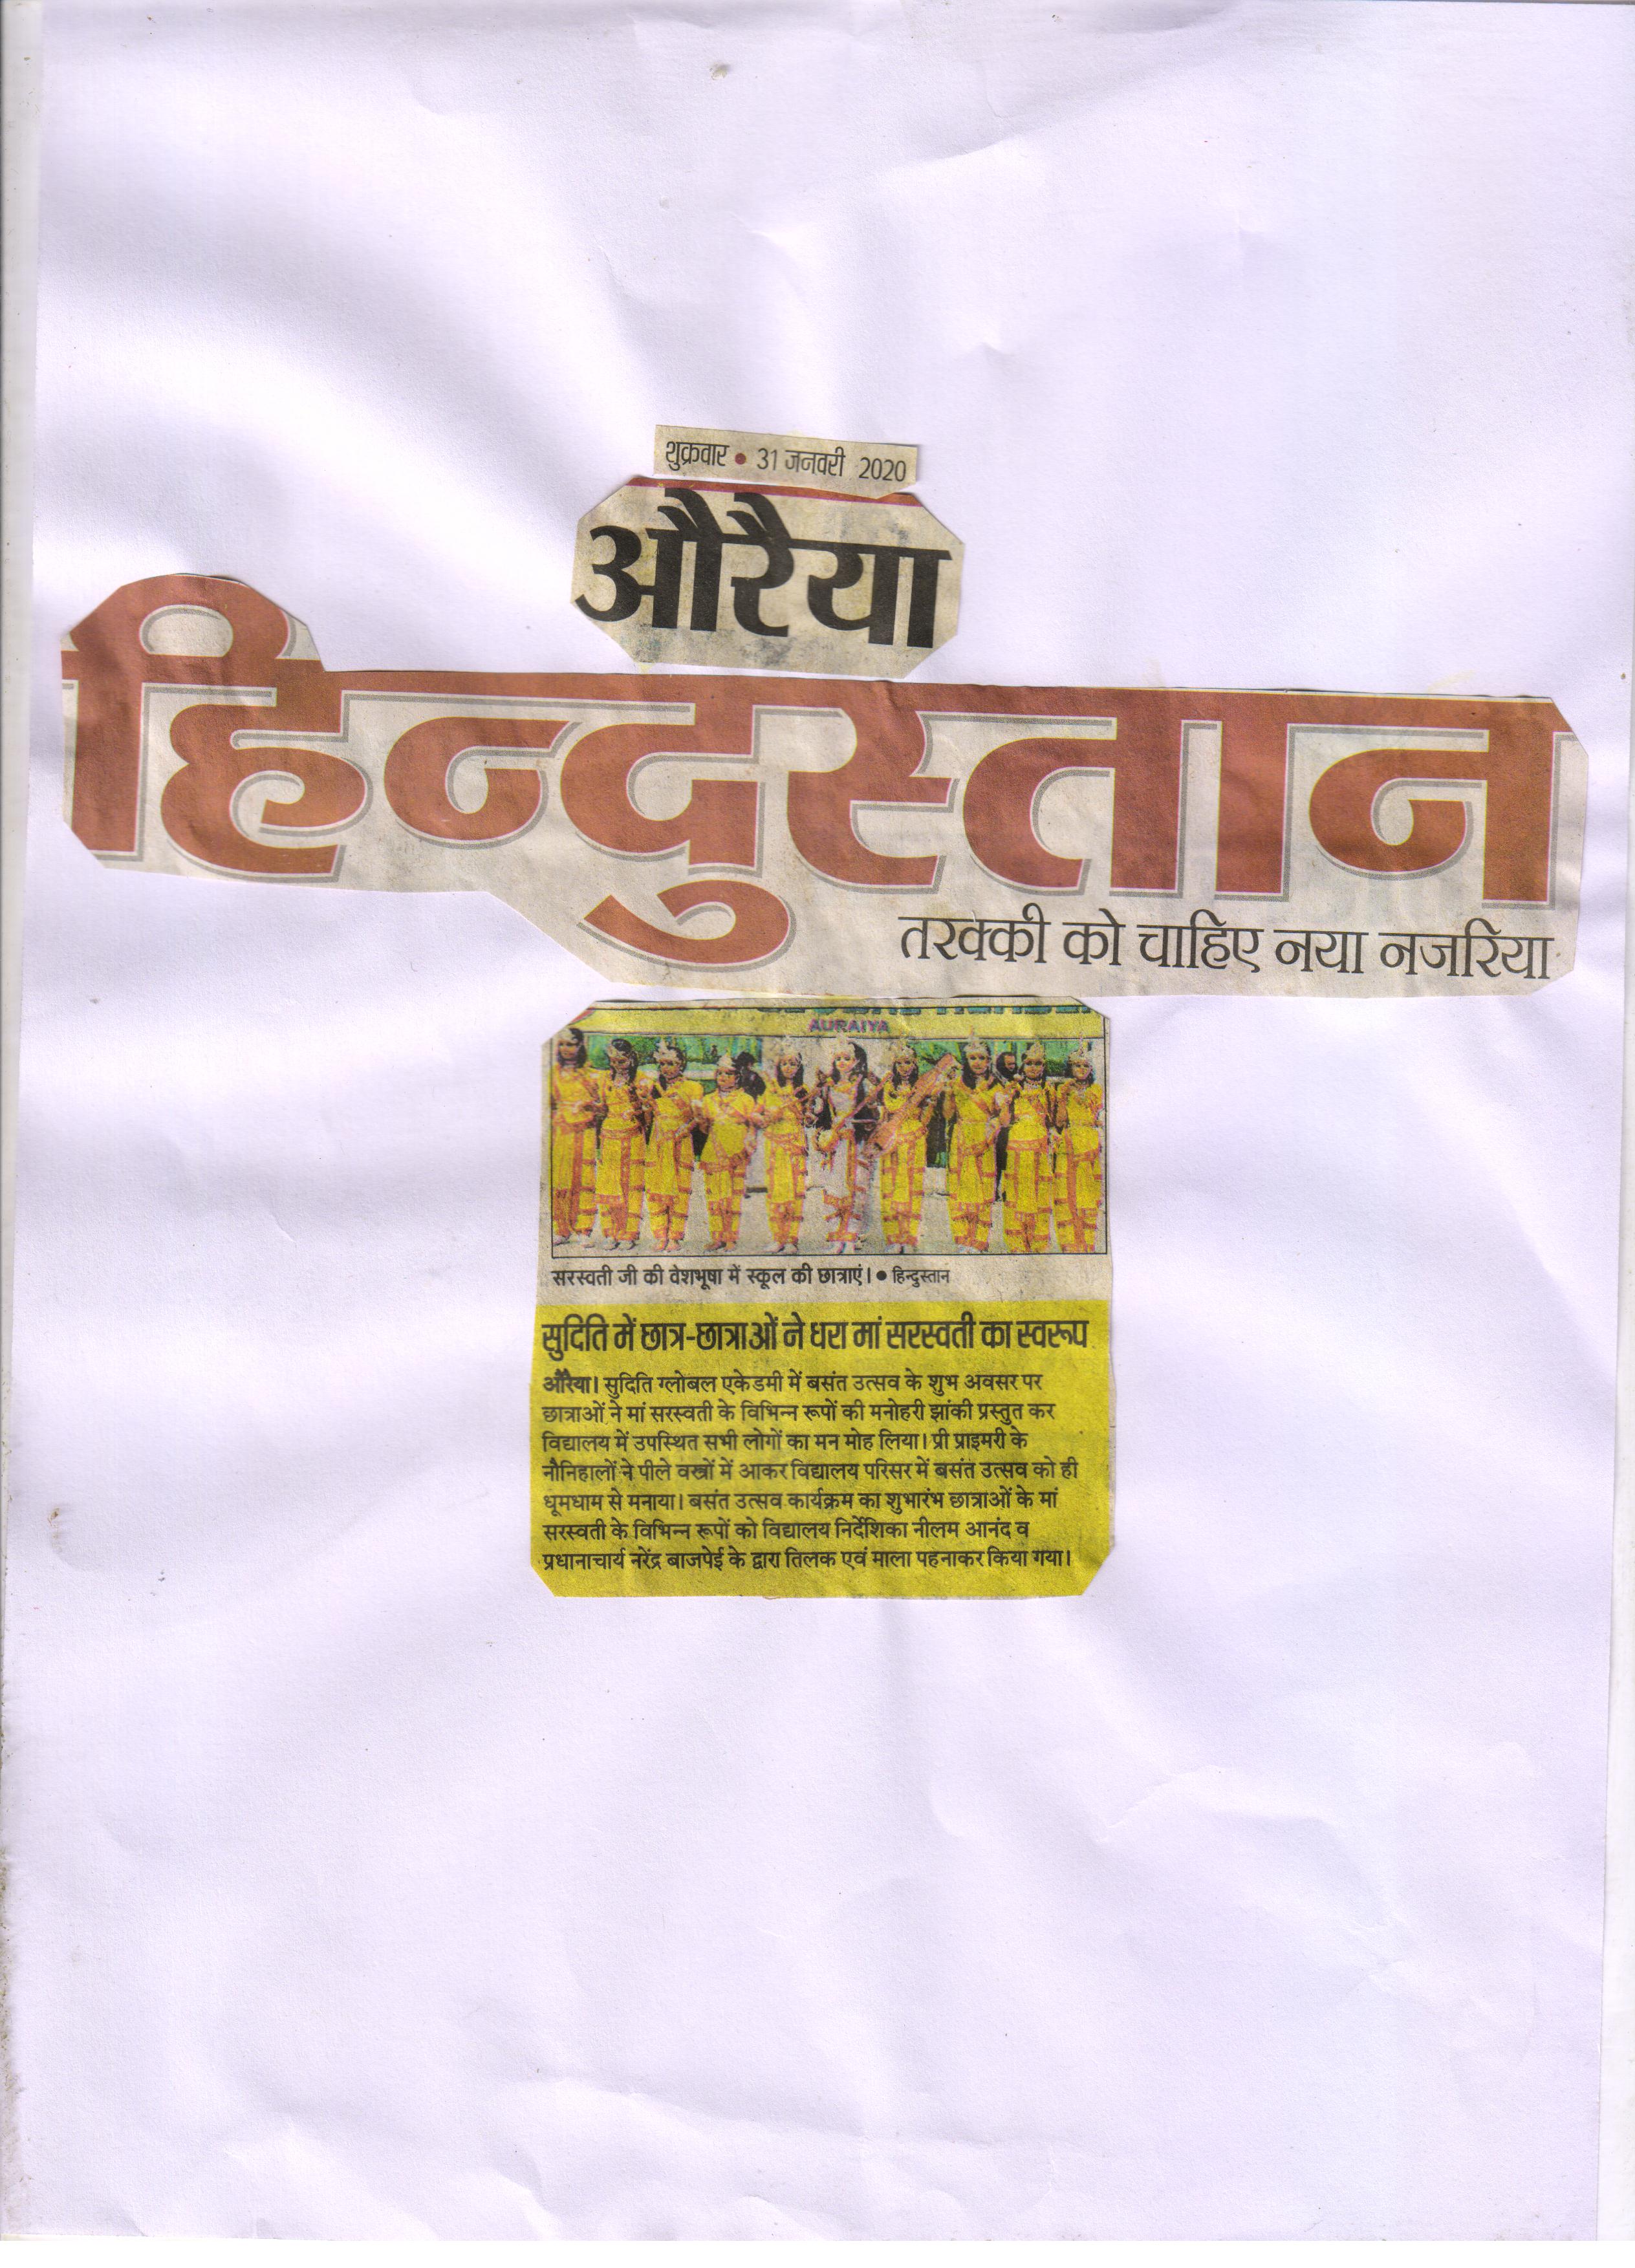 शुक्रवार • 31 जनवरी 2020
औरैया
हिन्दुस्तान
तरक्की को चाहिए नया नजरिया
AURAIYA
सरस्वती जी की वेशभूषा में स्कूल की छात्राएं। • हिन्दुस्तान
सुदिति में छात्र-छात्राओं ने धरा मां सरस्वती का स्वरूप
औरैया। सुदिति ग्लोबल एकेडमी में बसंत उत्सव के शुभ अवसर पर
छात्राओं ने मां सरस्वती के विभिन्न रूपों की मनोहरी झांकी प्रस्तुत कर
विद्यालय में उपस्थित सभी लोगों का मन मोह लिया। प्री प्राइमरी के
नौनिहालों ने पीले वस्त्रों में आकर विद्यालय परिसर में बसंत उत्सव को ही
धूमधाम से मनाया। बसंत उत्सव कार्यक्रम का शुभारंभ छात्राओं के मां
सरस्वती के विभिन्न रूपों को विद्यालय निर्देशिका नीलम आनंद व
प्रधानाचार्य नरेंद्र बाजपेई के द्वारा तिलक एवं माला पहनाकर किया गया।